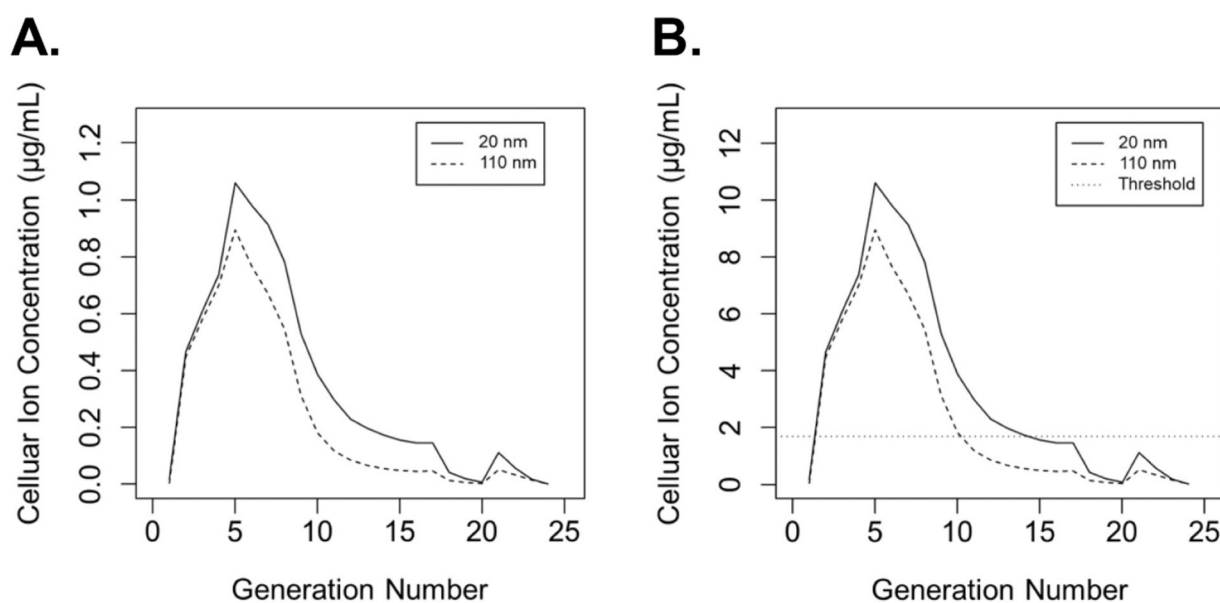 A.
Celluar Ion Concentration (µg/mL)
1.2
1.0
0.8
0.6
0.4
0.2
0.0
20 nm
110 nm
0 5 10 15 20 25
Generation Number
B.
Celluar Ion Concentration (µg/mL)
12
10
8
6
4
2
0
20 nm
110 nm
Threshold
0 5 10 15 20 25
Generation Number